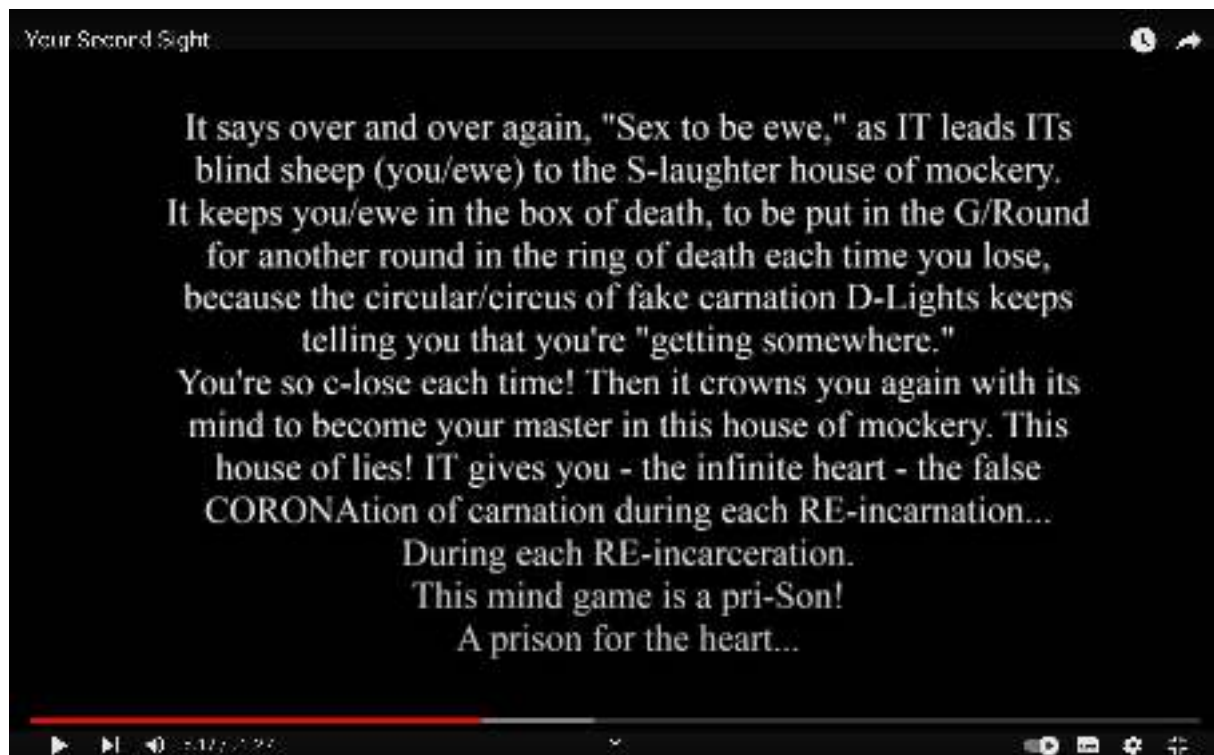 Your Second Sight
It says over and over again, "Sex to be ewe," as IT leads ITs
blind sheep (you/ewe) to the S-laughter house of mockery.
It keeps you/ewe in the box of death, to be put in the G/Round
for another round in the ring of death each time you lose,
because the circular/circus of fake carnation D-Lights keeps
telling you that you're "getting somewhere."
You're so c-lose each time! Then it crowns you again with its
mind to become your master in this house of mockery. This
house of lies! IT gives you - the infinite heart - the false
CORONAtion of carnation during each RE-incarnation...
During each RE-incarceration.
This mind game is a pri-Son!
A prison for the heart...